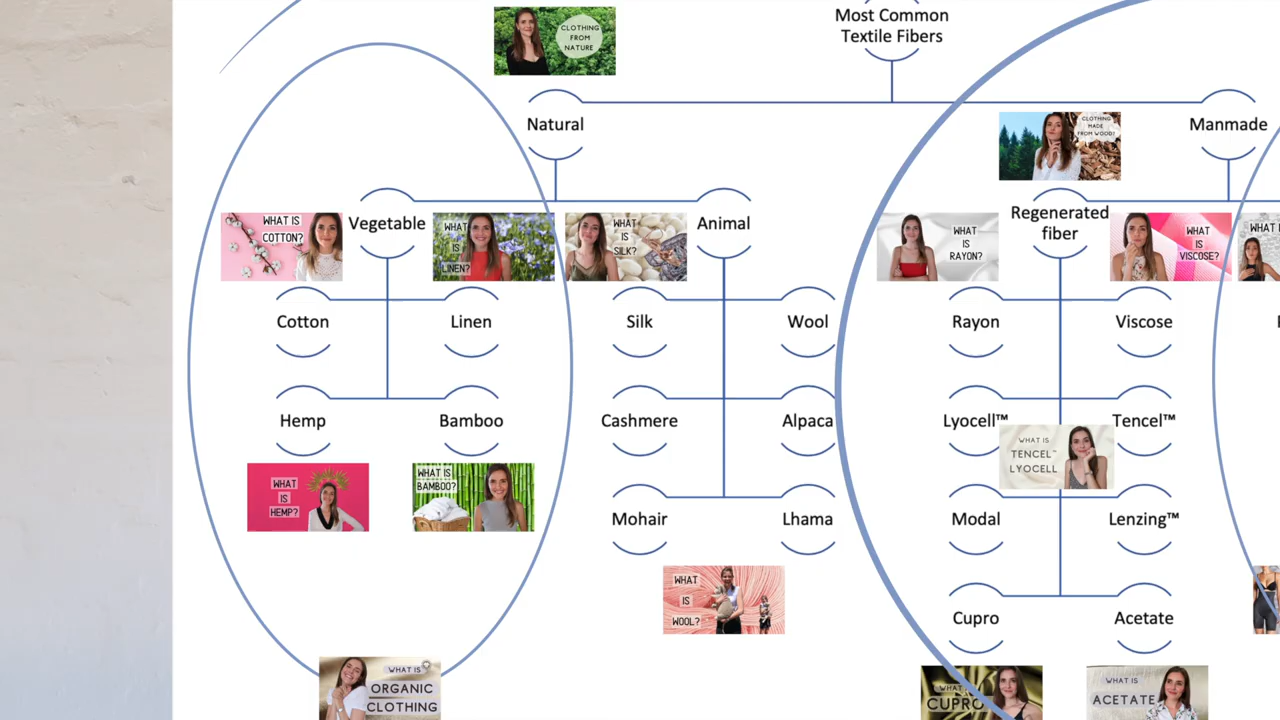 Most Common
Textile Fibers
CLOTHING
FROM
NATURE
Natural
Manmade
CLOTHING
MADE
FROM WOOD?
Vegetable
Animal
Regenerated
fiber
WHAT IS
COTTON?
WHAT
IS
LINEN?
WHAT
IS
SILK?
WHAT
IS
RAYON?
WHAT
IS
VISCOSE?
WHAT
Cotton
Linen
Silk
Wool
Rayon
Viscose
Hemp
Bamboo
Cashmere
Alpaca
Lyocell™
Tencel™
WHAT IS
TENCEL™
LYOCELL
WHAT
IS
HEMP?
WHAT IS
BAMBOO?
Mohair
Lhama
Modal
Lenzing™
WHAT
IS
WOOL?
Cupro
Acetate
WHAT IS
ORGANIC
CLOTHING
WHAT
CUPRO
WHAT IS
ACETATE